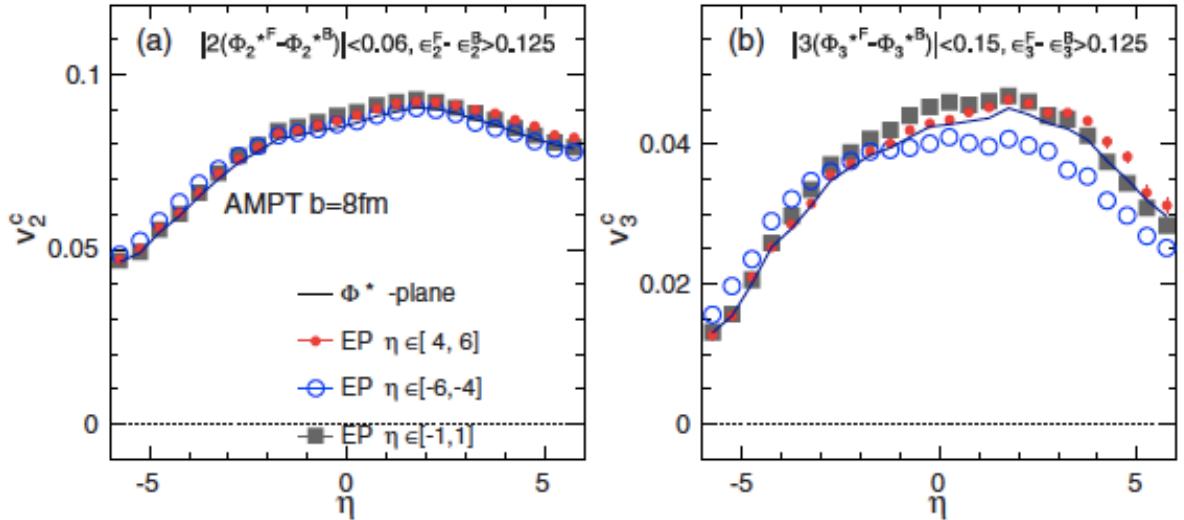 (a) |2(Φ₂*ᶠ-Φ₂*ᴮ)|<0.06, ε₂ᶠ- ε₂ᴮ>0.125
0.1
0.05
0
v₂ᶜ
AMPT b=8fm
Φ* -plane
EP η ∈[ 4, 6]
EP η ∈[-6,-4]
EP η ∈[-1,1]
-5 0 5
η
(b) |3(Φ₃*ᶠ-Φ₃*ᴮ)|<0.15, ε₃ᶠ- ε₃ᴮ>0.125
0.04
0.02
0
v₃ᶜ
-5 0 5
η